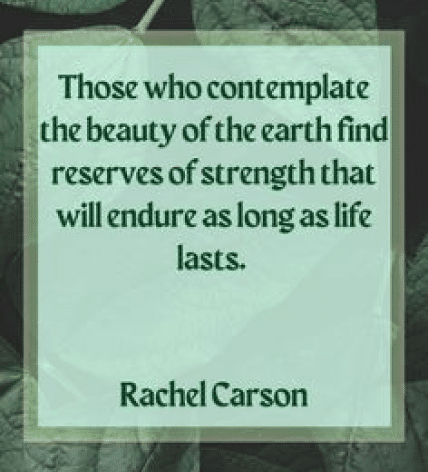 Those who contemplate
the beauty of the earth find
reserves of strength that
will endure as long as life
lasts.
Rachel Carson